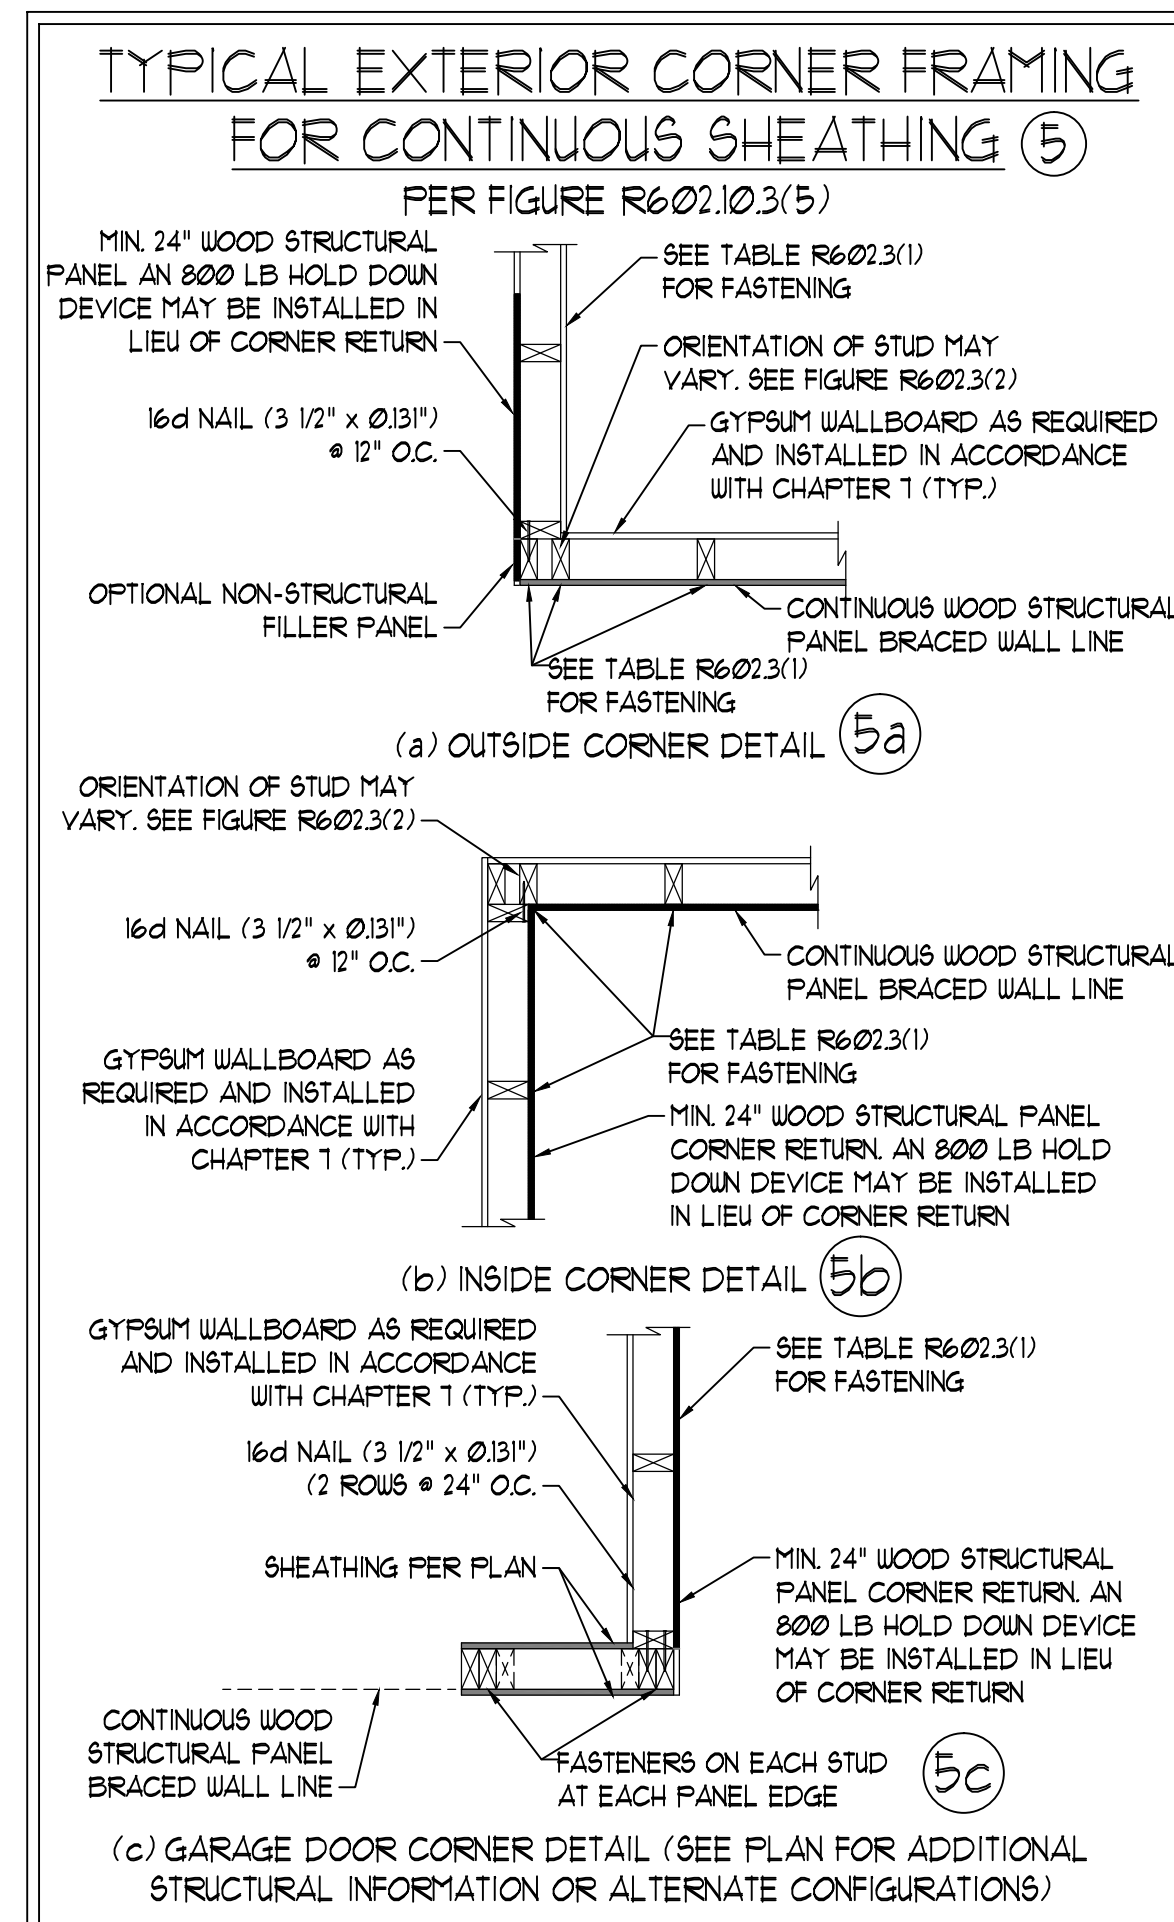 TYPICAL EXTERIOR CORNER FRAMING
FOR CONTINUOUS SHEATHING 5
PER FIGURE R602.10.3(5)
MIN. 24" WOOD STRUCTURAL
PANEL AN 800 LB HOLD DOWN
DEVICE MAY BE INSTALLED IN
LIEU OF CORNER RETURN
SEE TABLE R602.3(1)
FOR FASTENING
ORIENTATION OF STUD MAY
VARY. SEE FIGURE R602.3(2)
16d NAIL (3 1/2" x 0.131")
@ 12" O.C.
GYPSUM WALLBOARD AS REQUIRED
AND INSTALLED IN ACCORDANCE
WITH CHAPTER 7 (TYP.)
OPTIONAL NON-STRUCTURAL
FILLER PANEL
CONTINUOUS WOOD STRUCTURAL
PANEL BRACED WALL LINE
SEE TABLE R602.3(1)
FOR FASTENING
(a) OUTSIDE CORNER DETAIL 5a
ORIENTATION OF STUD MAY
VARY. SEE FIGURE R602.3(2)
16d NAIL (3 1/2" x 0.131")
@ 12" O.C.
CONTINUOUS WOOD STRUCTURAL
PANEL BRACED WALL LINE
SEE TABLE R602.3(1)
FOR FASTENING
GYPSUM WALLBOARD AS
REQUIRED AND INSTALLED
IN ACCORDANCE WITH
CHAPTER 7 (TYP.)
MIN. 24" WOOD STRUCTURAL PANEL
CORNER RETURN. AN 800 LB HOLD
DOWN DEVICE MAY BE INSTALLED
IN LIEU OF CORNER RETURN
(b) INSIDE CORNER DETAIL 5b
GYPSUM WALLBOARD AS REQUIRED
AND INSTALLED IN ACCORDANCE
WITH CHAPTER 7 (TYP.)
SEE TABLE R602.3(1)
FOR FASTENING
16d NAIL (3 1/2" x 0.131")
(2 ROWS @ 24" O.C.
SHEATHING PER PLAN
MIN. 24" WOOD STRUCTURAL
PANEL CORNER RETURN. AN
800 LB HOLD DOWN DEVICE
MAY BE INSTALLED IN LIEU
OF CORNER RETURN
CONTINUOUS WOOD
STRUCTURAL PANEL
BRACED WALL LINE
FASTENERS ON EACH STUD
AT EACH PANEL EDGE
5c
(c) GARAGE DOOR CORNER DETAIL (SEE PLAN FOR ADDITIONAL
STRUCTURAL INFORMATION OR ALTERNATE CONFIGURATIONS)